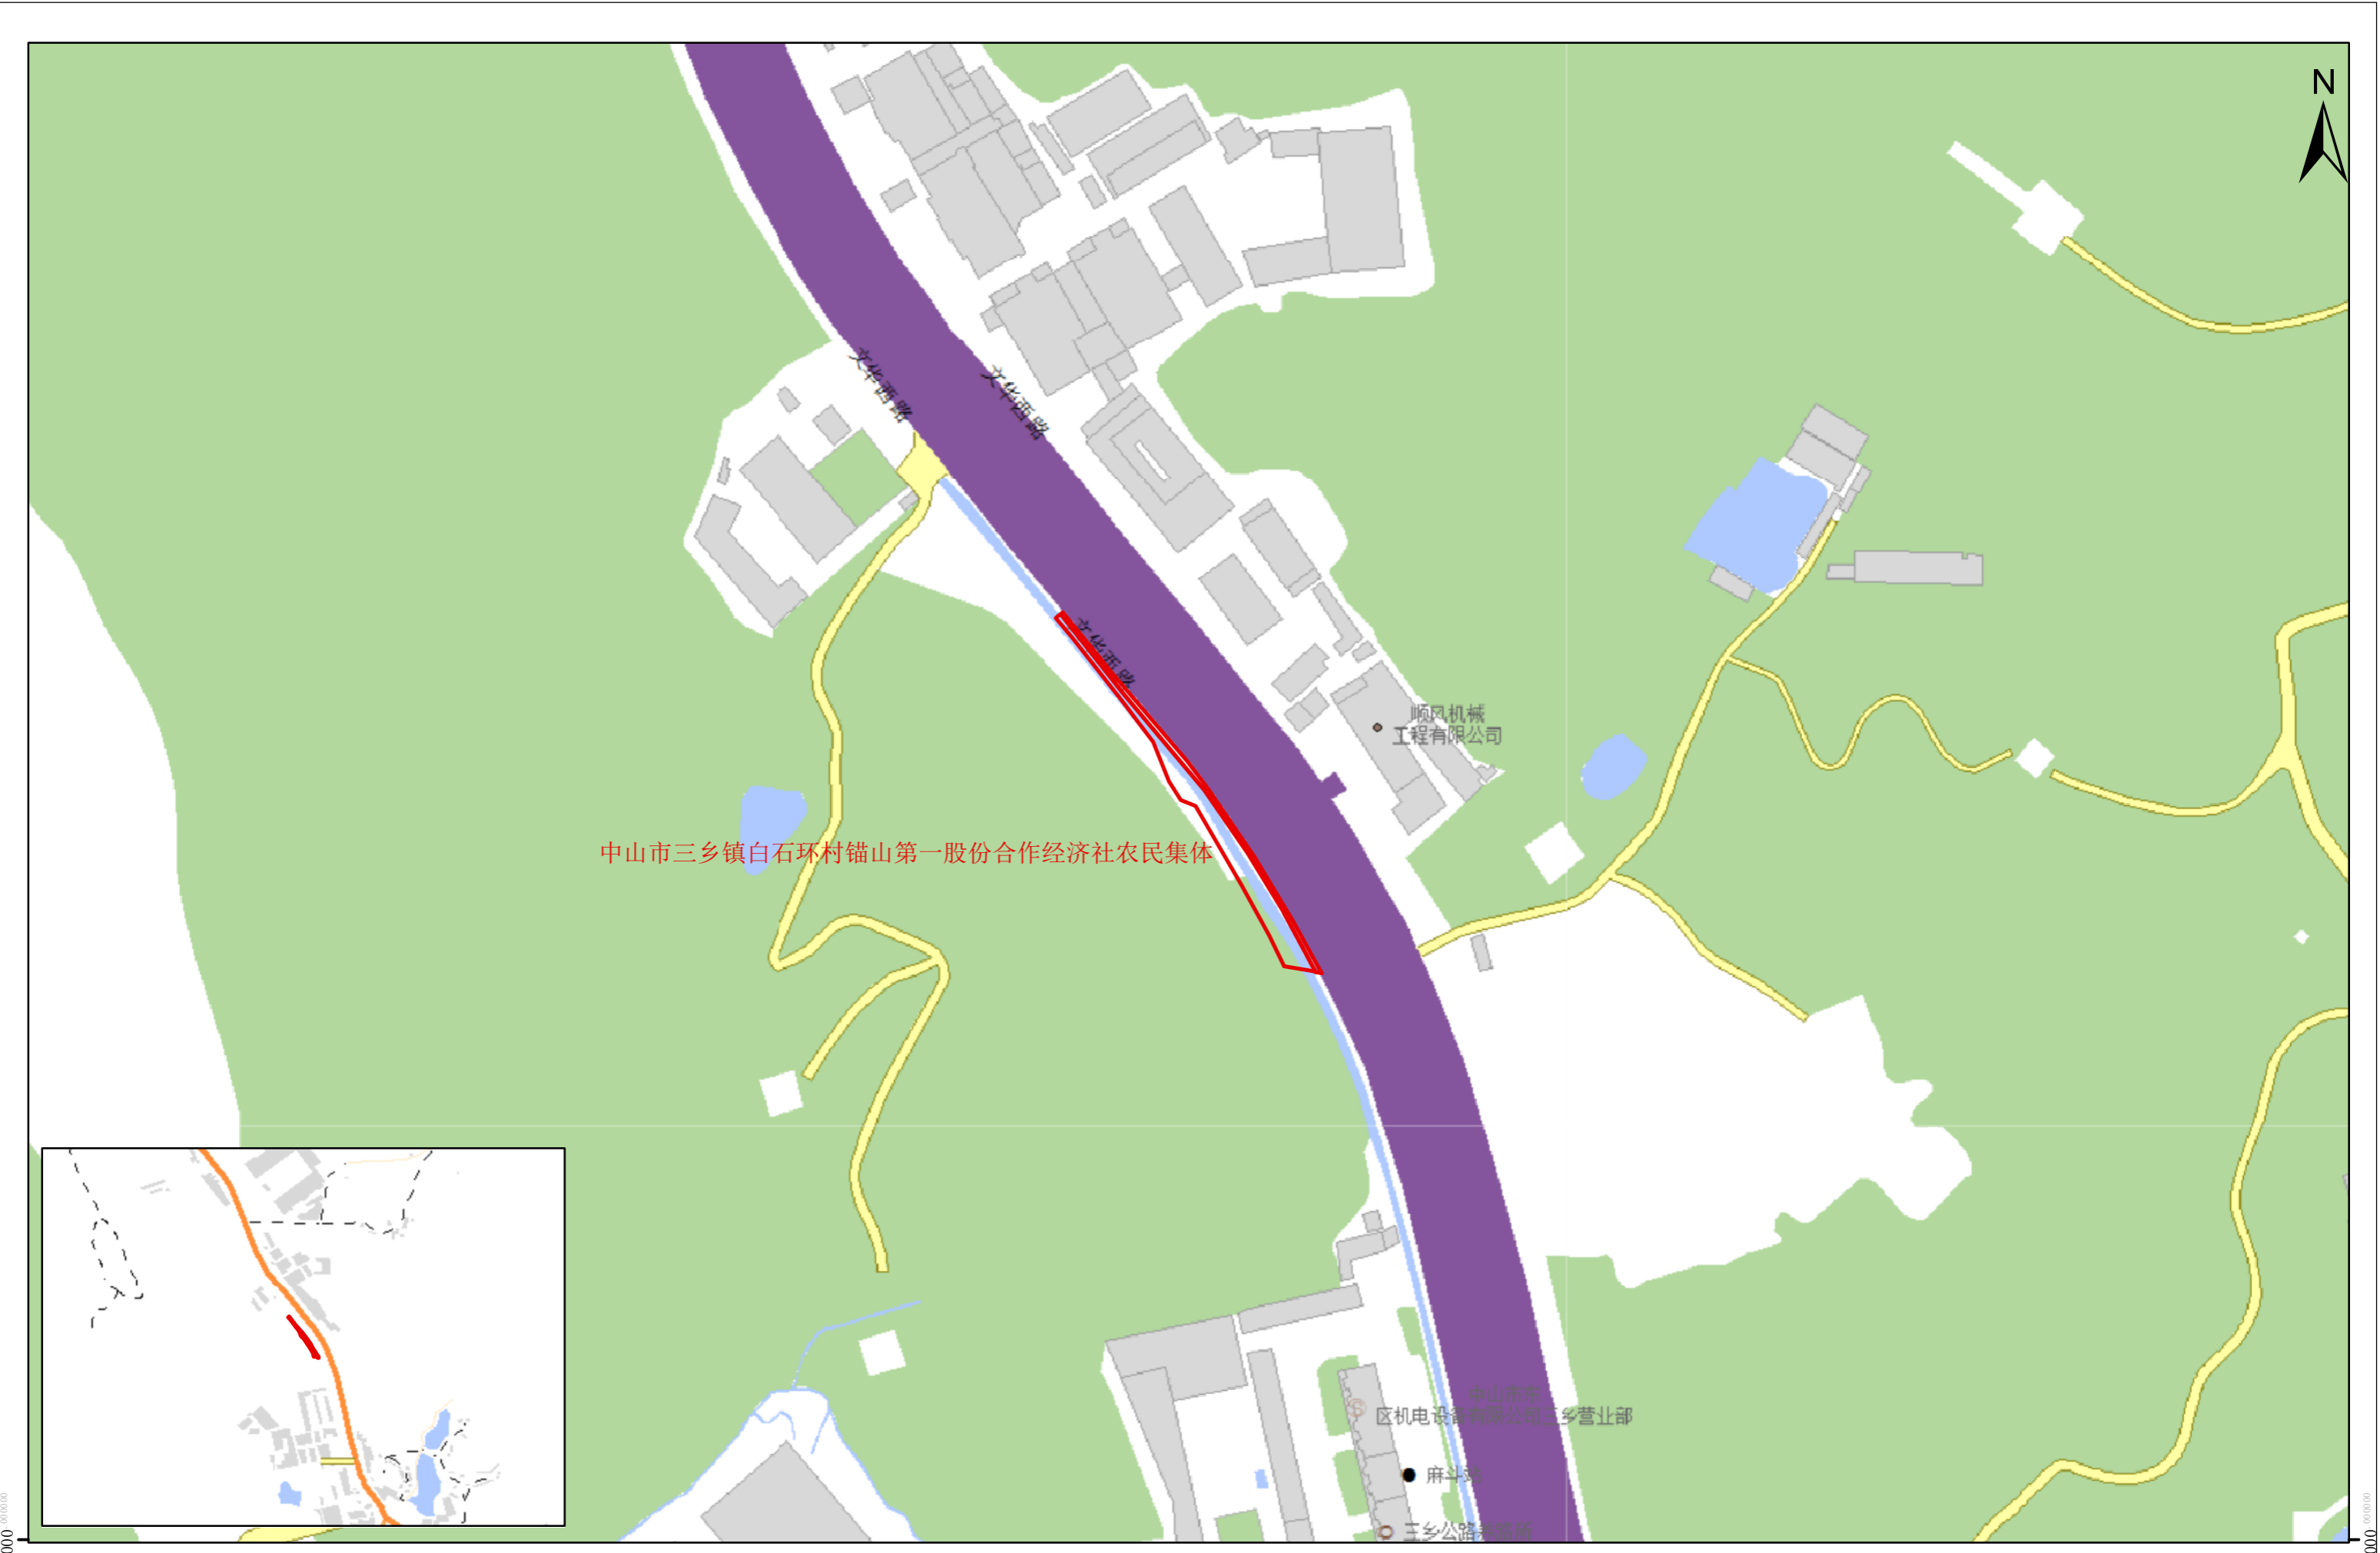 N
文华西路
文华西路
文华西路
顺风机械
工程有限公司
中山市三乡镇白石环村锚山第一股份合作经济社农民集体
区机电设备有限公司三乡营业部
麻斗
三乡公路
000
000